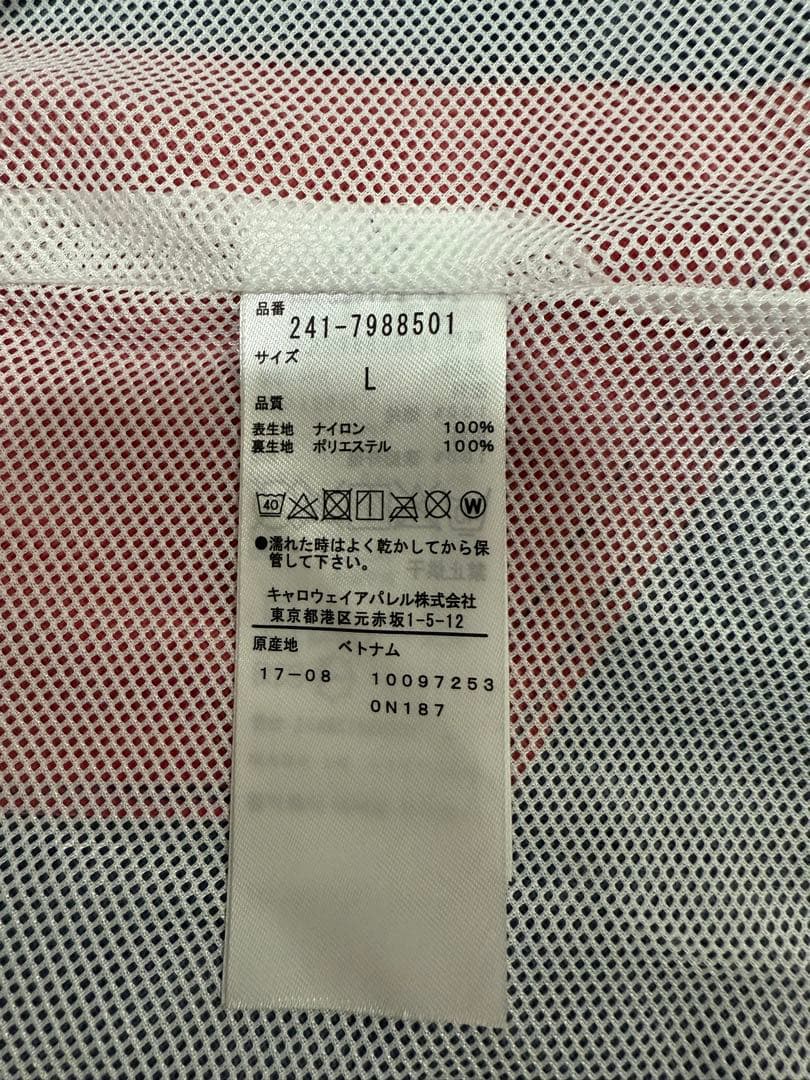 品番
241-7988501
サイズ
L
品質
表生地 ナイロン 100%
裏生地 ポリエステル 100%
40 W
●濡れた時はよく乾かしてから保
管して下さい。
キャロウェイアパレル株式会社
東京都港区元赤坂1-5-12
原産地 ベトナム
17-08 10097253
0N187